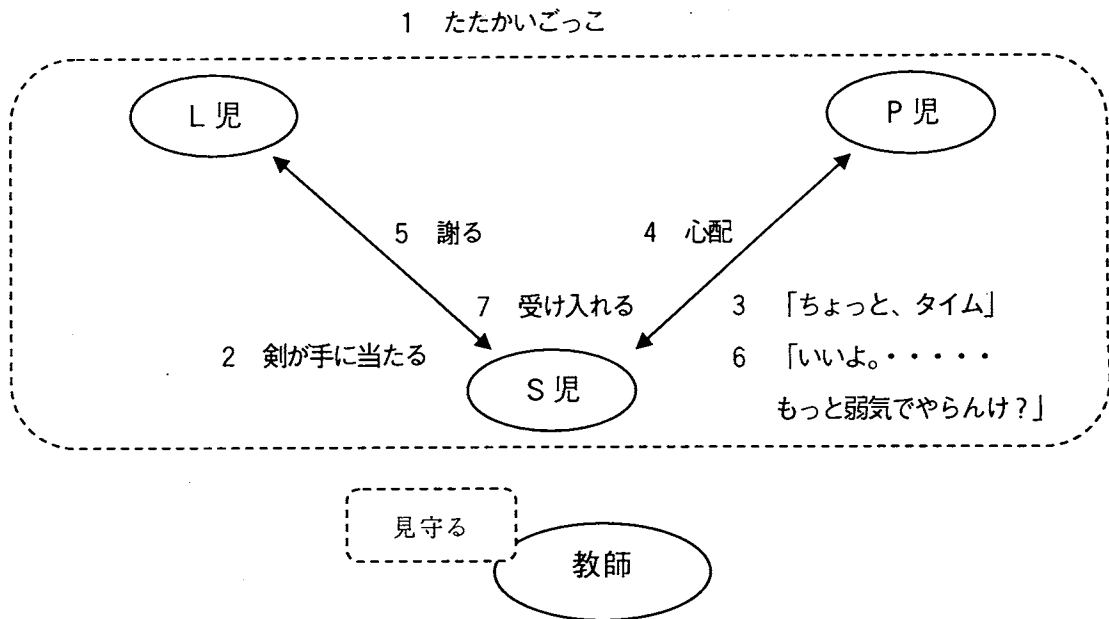 1 たたかいごっこ
L児
P児
5 謝る
4 心配
7 受け入れる
3 「ちょっと、タイム」
2 剣が手に当たる
6 「いいよ。・・・・・
S児
もっと弱気でやらんけ？」
見守る
教師